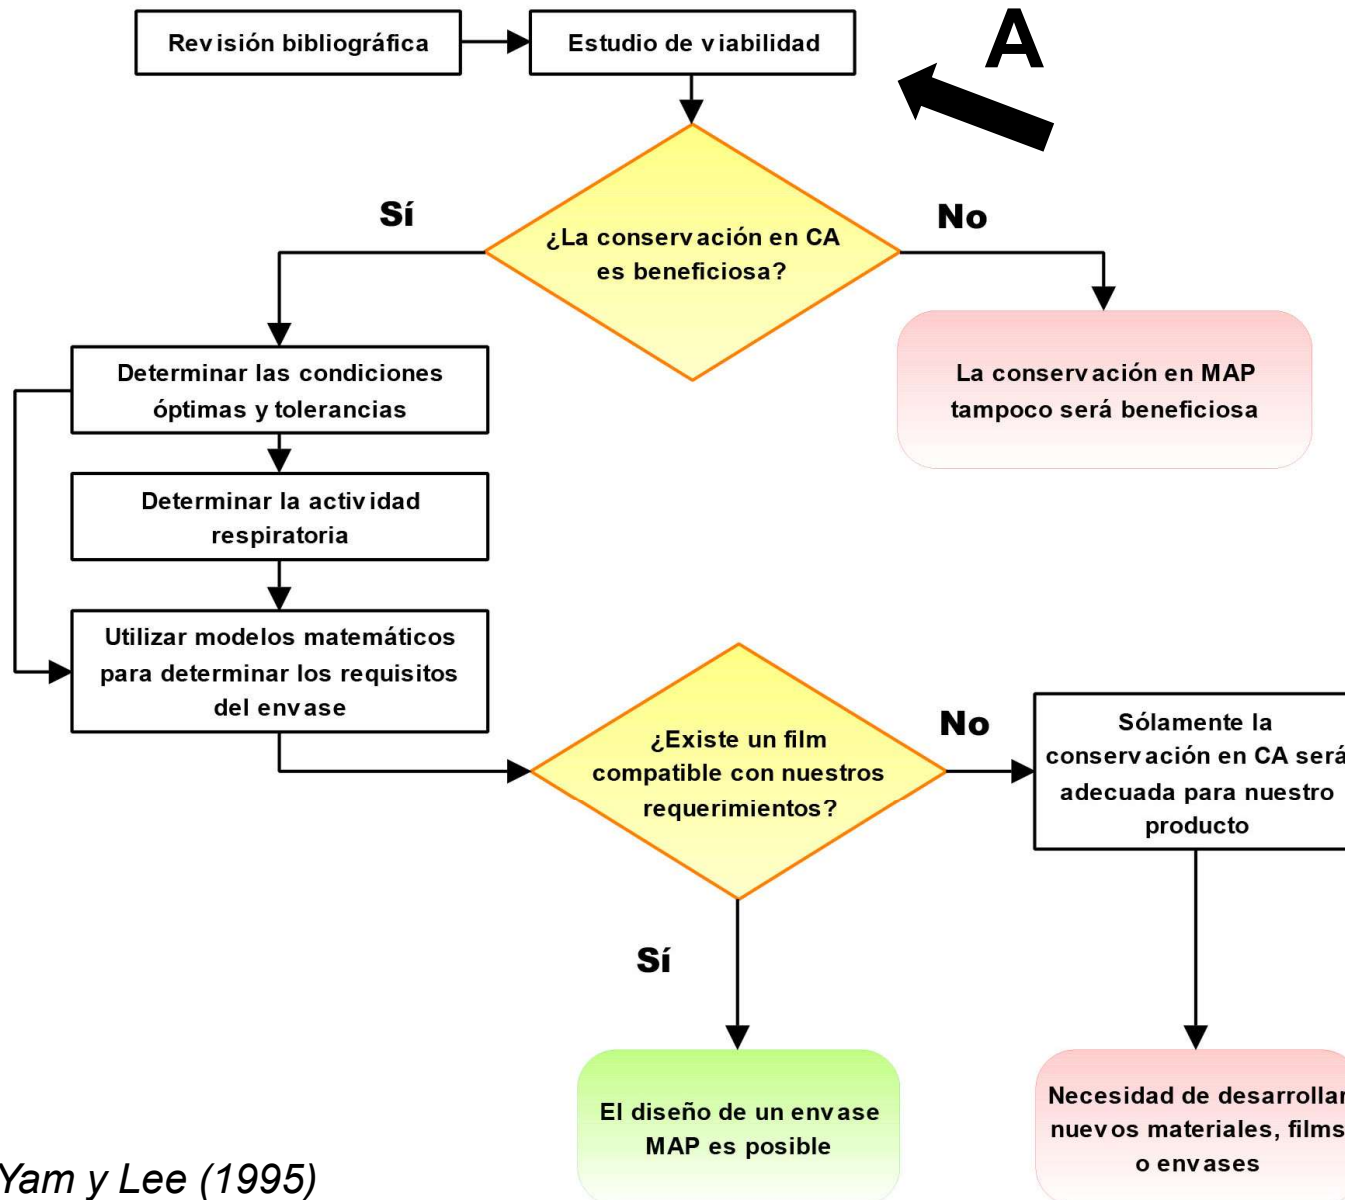 Revisión bibliográfica
Estudio de viabilidad
A
¿La conservación en CA
es beneficiosa?
Sí
No
Determinar las condiciones
óptimas y tolerancias
La conservación en MAP
tampoco será beneficiosa
Determinar la actividad
respiratoria
Utilizar modelos matemáticos
para determinar los requisitos
del envase
¿Existe un film
compatible con nuestros
requerimientos?
No
Sólamente la
conservación en CA será
adecuada para nuestro
producto
Sí
El diseño de un envase
MAP es posible
Necesidad de desarrollar
nuevos materiales, films
o envases
Yam y Lee (1995)